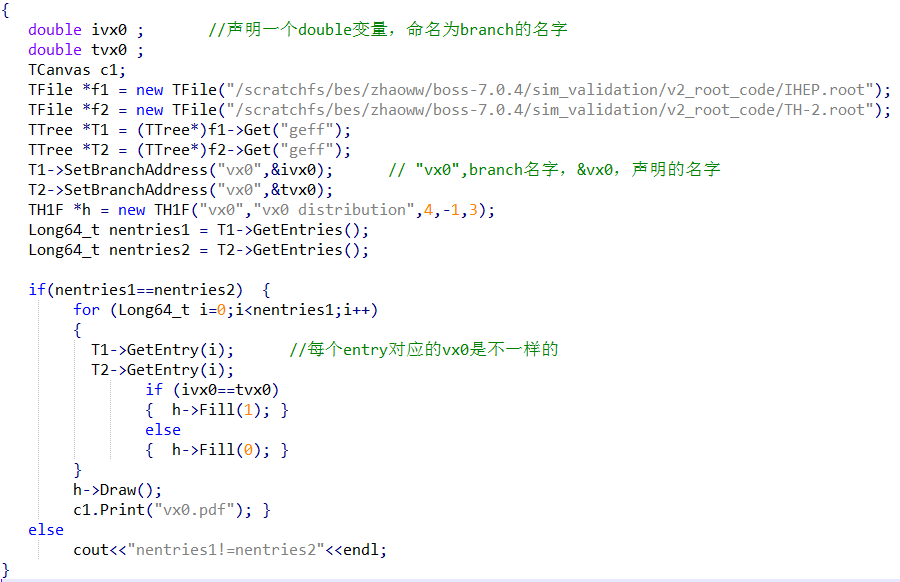 {
double ivx0 ; //声明一个double变量，命名为branch的名字
double tvx0 ;
TCanvas c1;
TFile *f1 = new TFile("/scratchfs/bes/zhaoww/boss-7.0.4/sim_validation/v2_root_code/IHEP.root");
TFile *f2 = new TFile("/scratchfs/bes/zhaoww/boss-7.0.4/sim_validation/v2_root_code/TH-2.root");
TTree *T1 = (TTree*)f1->Get("geff");
TTree *T2 = (TTree*)f2->Get("geff");
T1->SetBranchAddress("vx0",&ivx0); // "vx0",branch名字，&vx0，声明的名字
T2->SetBranchAddress("vx0",&tvx0);
TH1F *h = new TH1F("vx0","vx0 distribution",4,-1,3);
Long64_t nentries1 = T1->GetEntries();
Long64_t nentries2 = T2->GetEntries();
if(nentries1==nentries2) {
for (Long64_t i=0;i<nentries1;i++)
{
T1->GetEntry(i); //每个entry对应的vx0是不一样的
T2->GetEntry(i);
if (ivx0==tvx0)
{ h->Fill(1); }
else
{ h->Fill(0); }
}
h->Draw();
c1.Print("vx0.pdf"); }
else
cout<<"nentries1!=nentries2"<<endl;
}